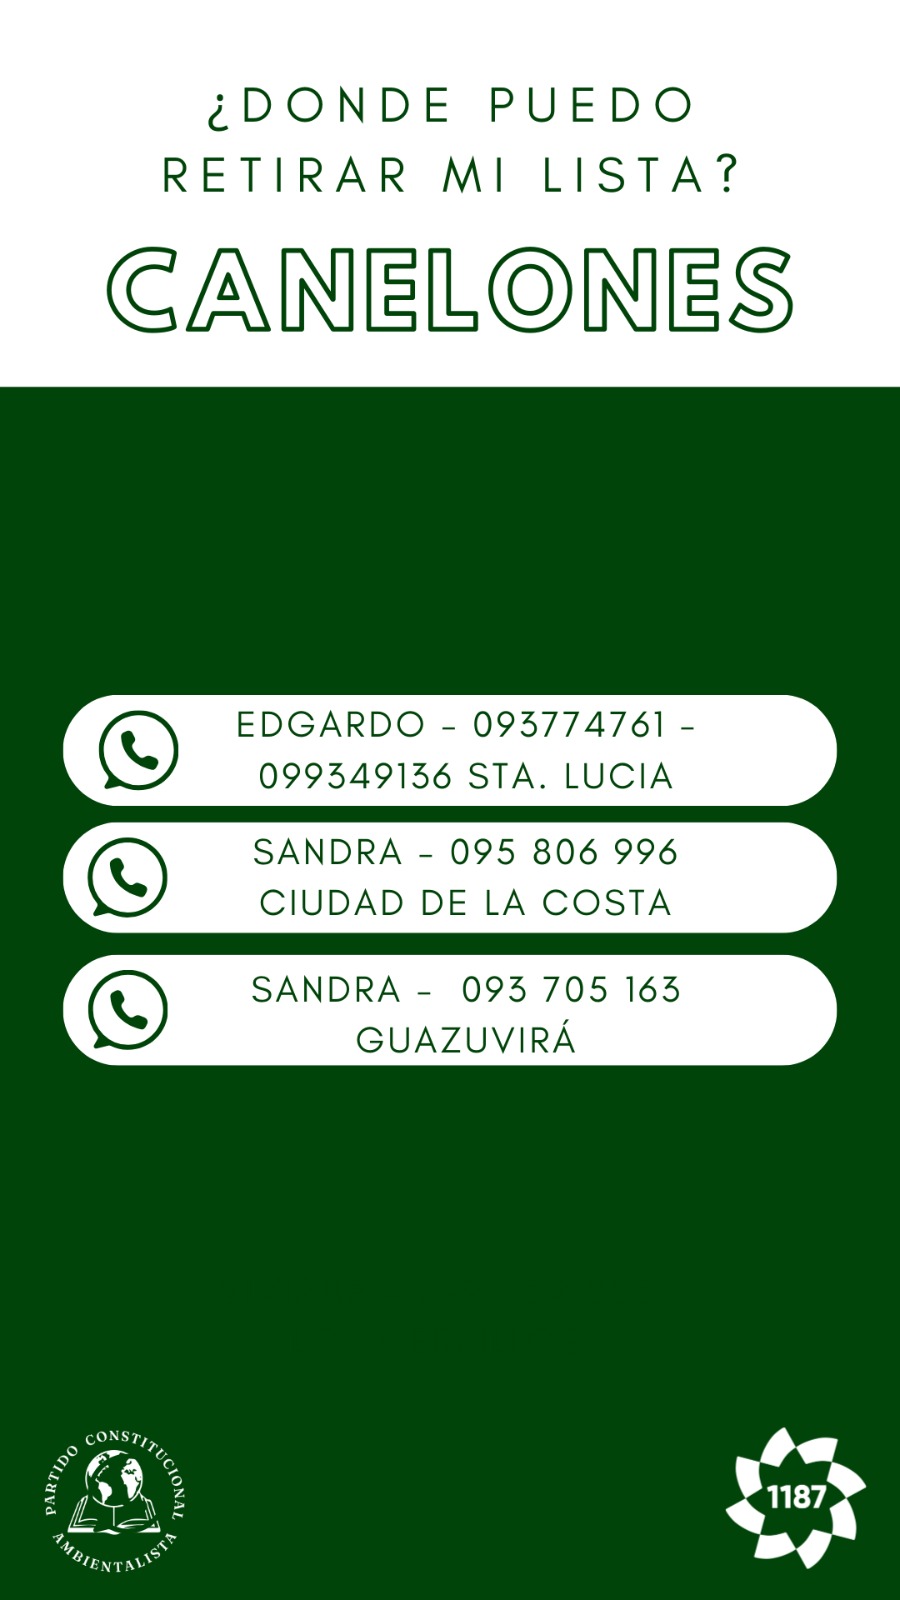 ¿DONDE PUEDO
RETIRAR MI LISTA?
CANELONES
EDGARDO - 093774761 -
099349136 STA. LUCIA
SANDRA - 095 806 996
CIUDAD DE LA COSTA
SANDRA -  093 705 163
GUAZUVIRÁ
PARTIDO CONSTITUCIONAL
AMBIENTALISTA
1187